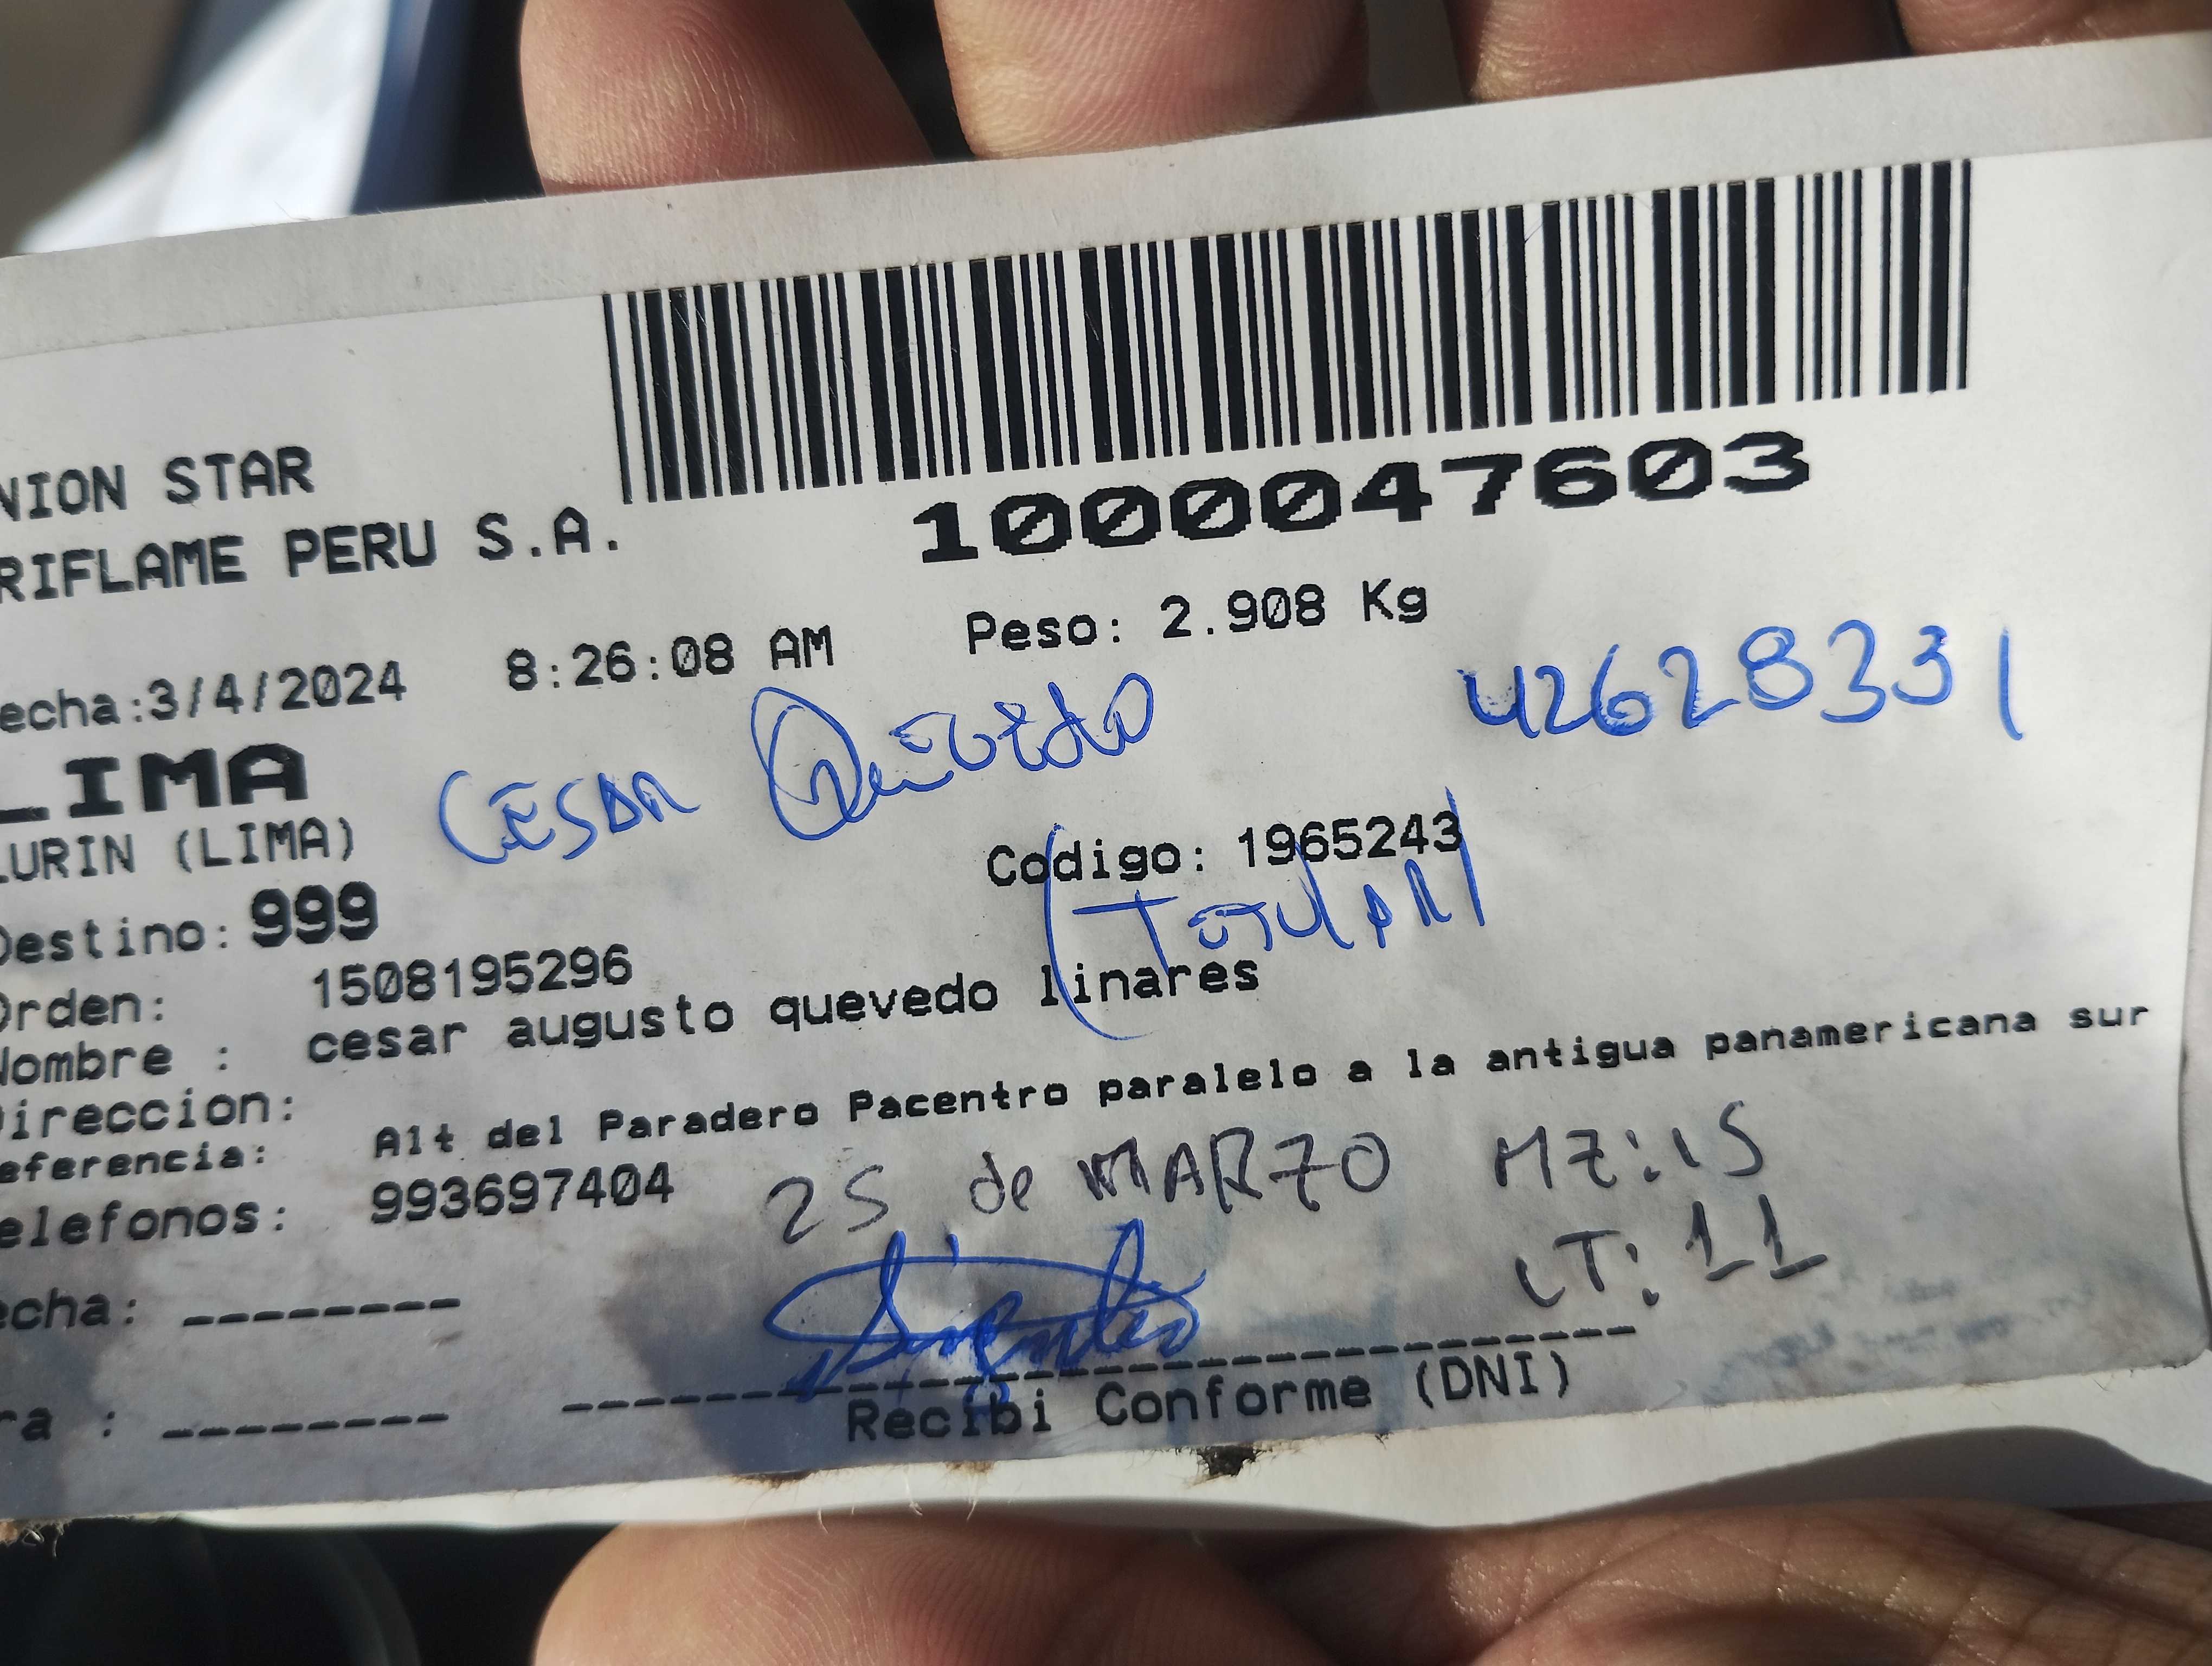 1000047603
NION STAR
RIFLAME PERU S.A.
echa:3/4/2024 8:26:08 AM Peso: 2.908 Kg
42628331
LIMA
CESAR Quevedo
LURIN (LIMA)
Codigo: 1965243
Destino: 999
(Titular)
Orden: 1508195296
Nombre : cesar augusto quevedo linares
Direccion:
eferencia: Alt del Paradero Pacentro paralelo a la antigua panamericana sur
elefonos: 993697404
25 de MARZO MZ: 15
LT: 11
echa: --------
ra : --------
Recibi Conforme (DNI)